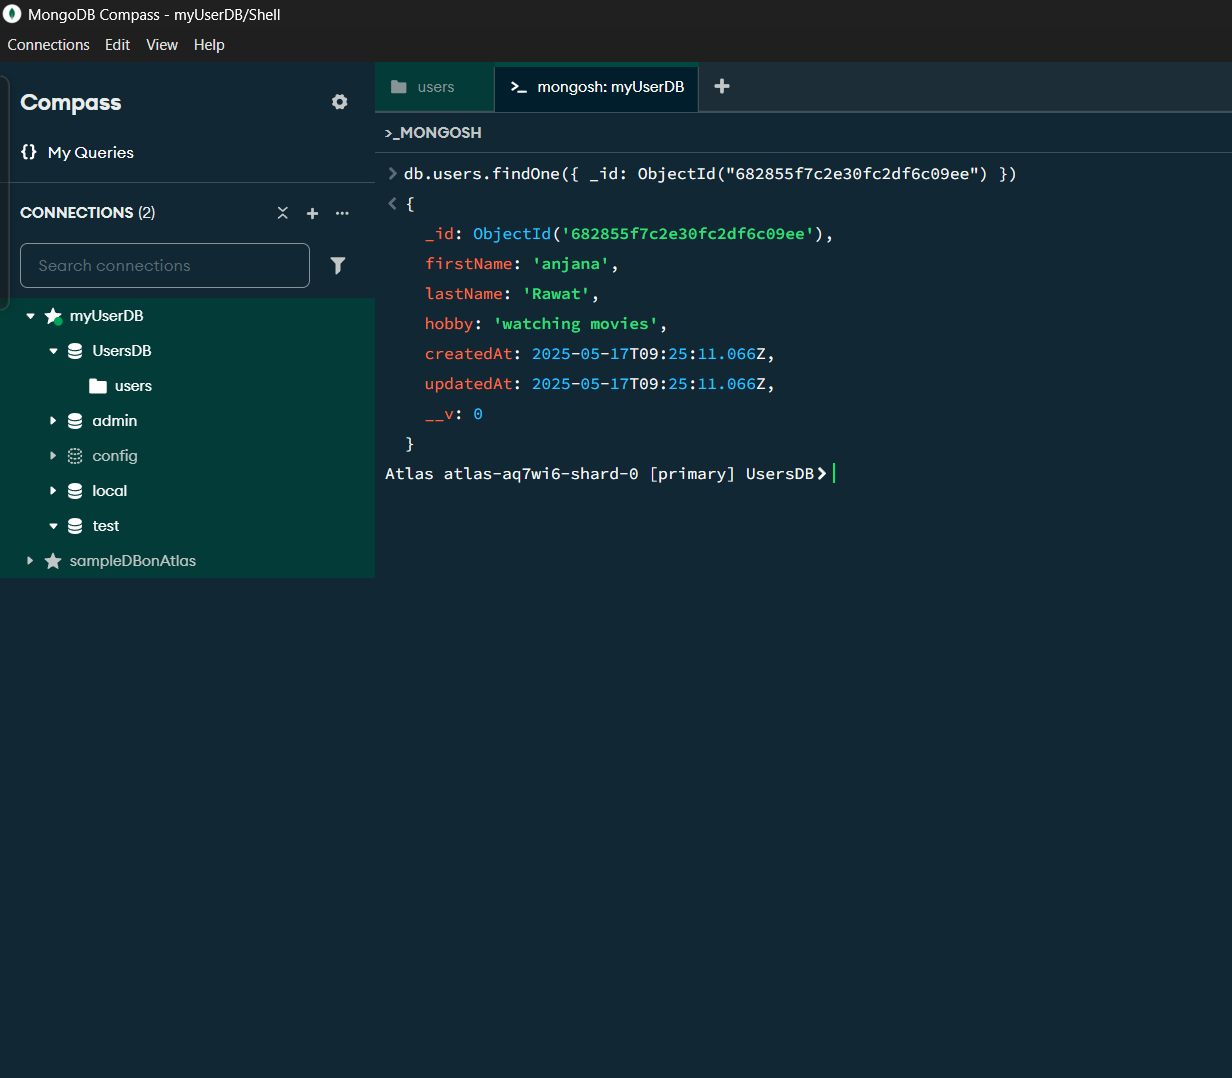 MongoDB Compass - myUserDB/Shell
Connections Edit View Help
Compass
{} My Queries
CONNECTIONS (2)
Search connections
myUserDB
UsersDB
users
admin
config
local
test
sampleDBonAtlas
users
>_ mongosh: myUserDB
>_MONGOSH
> db.users.findOne({ _id: ObjectId("682855f7c2e30fc2df6c09ee") })
< {
_id: ObjectId('682855f7c2e30fc2df6c09ee'),
firstName: 'anjana',
lastName: 'Rawat',
hobby: 'watching movies',
createdAt: 2025-05-17T09:25:11.066Z,
updatedAt: 2025-05-17T09:25:11.066Z,
__v: 0
}
Atlas atlas-aq7wi6-shard-0 [primary] UsersDB>